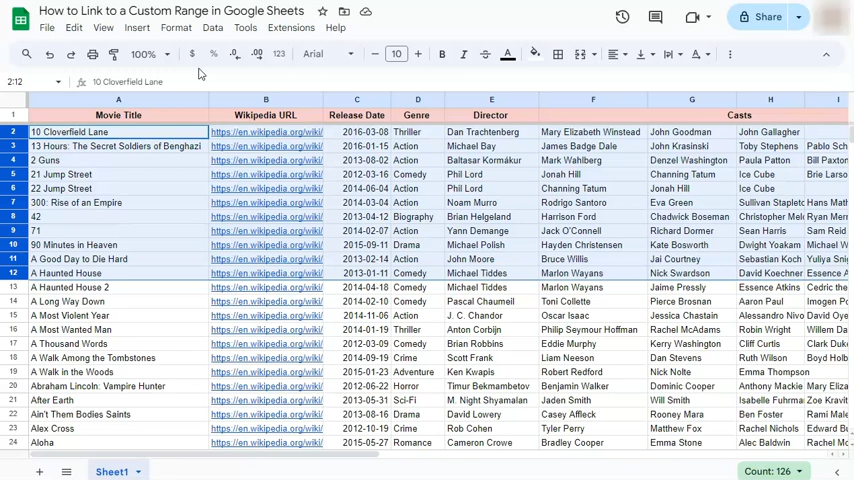 How to Link to a Custom Range in Google Sheets
File Edit View Insert Format Data Tools Extensions Help
Share
100% $ % .0 .00 123 Arial 10 B I S A
2:12 fx 10 Cloverfield Lane
A B C D E F G H I
1 Movie Title Wikipedia URL Release Date Genre Director Casts
2 10 Cloverfield Lane https://en.wikipedia.org/wiki/ 2016-03-08 Thriller Dan Trachtenberg Mary Elizabeth Winstead John Goodman John Gallagher
3 13 Hours: The Secret Soldiers of Benghazi https://en.wikipedia.org/wiki/ 2016-01-15 Action Michael Bay James Badge Dale John Krasinski Toby Stephens Pablo Sch
4 2 Guns https://en.wikipedia.org/wiki/ 2013-08-02 Action Baltasar Kormákur Mark Wahlberg Denzel Washington Paula Patton Bill Paxton
5 21 Jump Street https://en.wikipedia.org/wiki/ 2012-03-16 Comedy Phil Lord Jonah Hill Channing Tatum Ice Cube Brie Larson
6 22 Jump Street https://en.wikipedia.org/wiki/ 2014-06-04 Action Phil Lord Channing Tatum Jonah Hill Ice Cube
7 300: Rise of an Empire https://en.wikipedia.org/wiki/ 2014-03-04 Action Noam Murro Rodrigo Santoro Eva Green Sullivan Stapleto Hans Math
8 42 https://en.wikipedia.org/wiki/ 2013-04-12 Biography Brian Helgeland Harrison Ford Chadwick Boseman Christopher Melo Ryan Merr
9 71 https://en.wikipedia.org/wiki/ 2014-02-07 Action Yann Demange Jack O'Connell Richard Dormer Sean Harris Sam Reid
10 90 Minutes in Heaven https://en.wikipedia.org/wiki/ 2015-09-11 Drama Michael Polish Hayden Christensen Kate Bosworth Dwight Yoakam Michael W
11 A Good Day to Die Hard https://en.wikipedia.org/wiki/ 2013-02-14 Action John Moore Bruce Willis Jai Courtney Sebastian Koch Yuliya Snig
12 A Haunted House https://en.wikipedia.org/wiki/ 2013-01-11 Comedy Michael Tiddes Marlon Wayans Nick Swardson David Koechner Essence A
13 A Haunted House 2 https://en.wikipedia.org/wiki/ 2014-04-18 Comedy Michael Tiddes Marlon Wayans Jaime Pressly Essence Atkins Cedric the
14 A Long Way Down https://en.wikipedia.org/wiki/ 2014-02-10 Comedy Pascal Chaumeil Toni Collette Pierce Brosnan Aaron Paul Imogen Po
15 A Most Violent Year https://en.wikipedia.org/wiki/ 2014-11-06 Action J. C. Chandor Oscar Isaac Jessica Chastain Alessandro Nivo David Oye
16 A Most Wanted Man https://en.wikipedia.org/wiki/ 2014-01-19 Thriller Anton Corbijn Philip Seymour Hoffman Rachel McAdams Robin Wright Willem Da
17 A Thousand Words https://en.wikipedia.org/wiki/ 2012-03-09 Comedy Brian Robbins Eddie Murphy Kerry Washington Cliff Curtis Clark Duke
18 A Walk Among the Tombstones https://en.wikipedia.org/wiki/ 2014-09-19 Crime Scott Frank Liam Neeson Dan Stevens Ruth Wilson Boyd Holb
19 A Walk in the Woods https://en.wikipedia.org/wiki/ 2015-01-23 Adventure Ken Kwapis Robert Redford Nick Nolte Emma Thompson
20 Abraham Lincoln: Vampire Hunter https://en.wikipedia.org/wiki/ 2012-06-22 Horror Timur Bekmambetov Benjamin Walker Dominic Cooper Anthony Mackie Mary Eliza
21 After Earth https://en.wikipedia.org/wiki/ 2013-05-31 Sci-Fi M. Night Shyamalan Jaden Smith Will Smith Isabelle Fuhrman Zoe Kravit
22 Ain't Them Bodies Saints https://en.wikipedia.org/wiki/ 2013-08-16 Drama David Lowery Casey Affleck Rooney Mara Ben Foster Rami Male
23 Alex Cross https://en.wikipedia.org/wiki/ 2012-10-19 Crime Rob Cohen Tyler Perry Matthew Fox Rachel Nichols Edward Bu
24 Aloha https://en.wikipedia.org/wiki/ 2015-05-27 Romance Cameron Crowe Bradley Cooper Emma Stone Alec Baldwin Rachel Mc
Sheet1 Count: 126